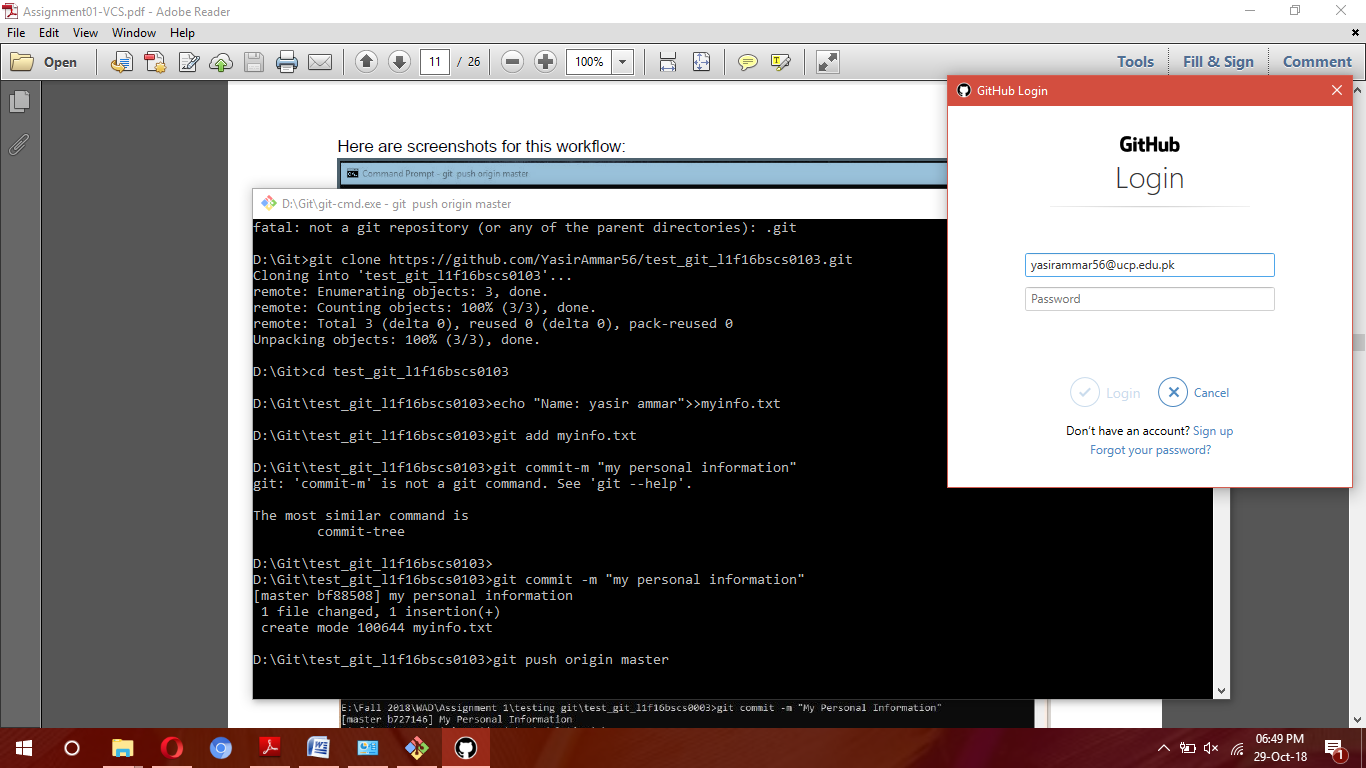 Assignment01-VCS.pdf - Adobe Reader
File Edit View Window Help
Open
11 / 26
100%
Tools Fill & Sign Comment
Here are screenshots for this workflow:
Command Prompt - git push origin master
D:\Git\git-cmd.exe - git push origin master
fatal: not a git repository (or any of the parent directories): .git
D:\Git>git clone https://github.com/YasirAmmar56/test_git_l1f16bscs0103.git
Cloning into 'test_git_l1f16bscs0103'...
remote: Enumerating objects: 3, done.
remote: Counting objects: 100% (3/3), done.
remote: Total 3 (delta 0), reused 0 (delta 0), pack-reused 0
Unpacking objects: 100% (3/3), done.
D:\Git>cd test_git_l1f16bscs0103
D:\Git\test_git_l1f16bscs0103>echo "Name: yasir ammar">>myinfo.txt
D:\Git\test_git_l1f16bscs0103>git add myinfo.txt
D:\Git\test_git_l1f16bscs0103>git commit-m "my personal information"
git: 'commit-m' is not a git command. See 'git --help'.
The most similar command is
commit-tree
D:\Git\test_git_l1f16bscs0103>
D:\Git\test_git_l1f16bscs0103>git commit -m "my personal information"
[master bf88508] my personal information
1 file changed, 1 insertion(+)
create mode 100644 myinfo.txt
D:\Git\test_git_l1f16bscs0103>git push origin master
E:\Fall 2018\WAD\Assignment 1\testing git\test_git_l1f16bscs0003>git commit -m "My Personal Information"
[master b727146] My Personal Information
GitHub Login
GitHub
Login
yasirammar56@ucp.edu.pk
Password
Login Cancel
Don't have an account? Sign up
Forgot your password?
06:49 PM
29-Oct-18
1